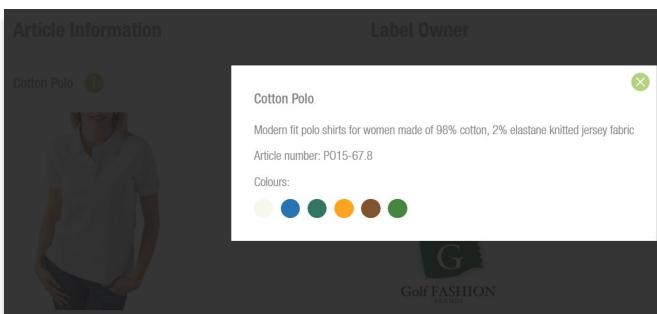 Article Information
Label Owner
Cotton Polo i
Cotton Polo
Modern fit polo shirts for women made of 98% cotton, 2% elastane knitted jersey fabric
Article number: PO15-67.8
Colours:
G
Golf FASHION
BRANDS